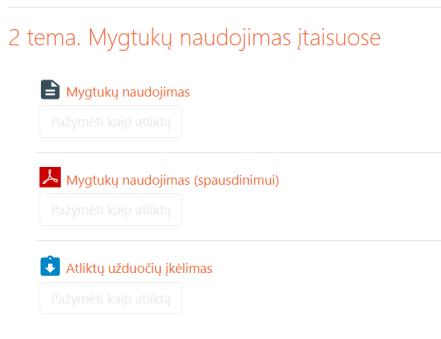 2 tema. Mygtukų naudojimas įtaisuose
Mygtukų naudojimas
Pažymėti kaip atliktą
Mygtukų naudojimas (spausdinimui)
Pažymėti kaip atliktą
Atliktų užduočių įkėlimas
Pažymėti kaip atliktą